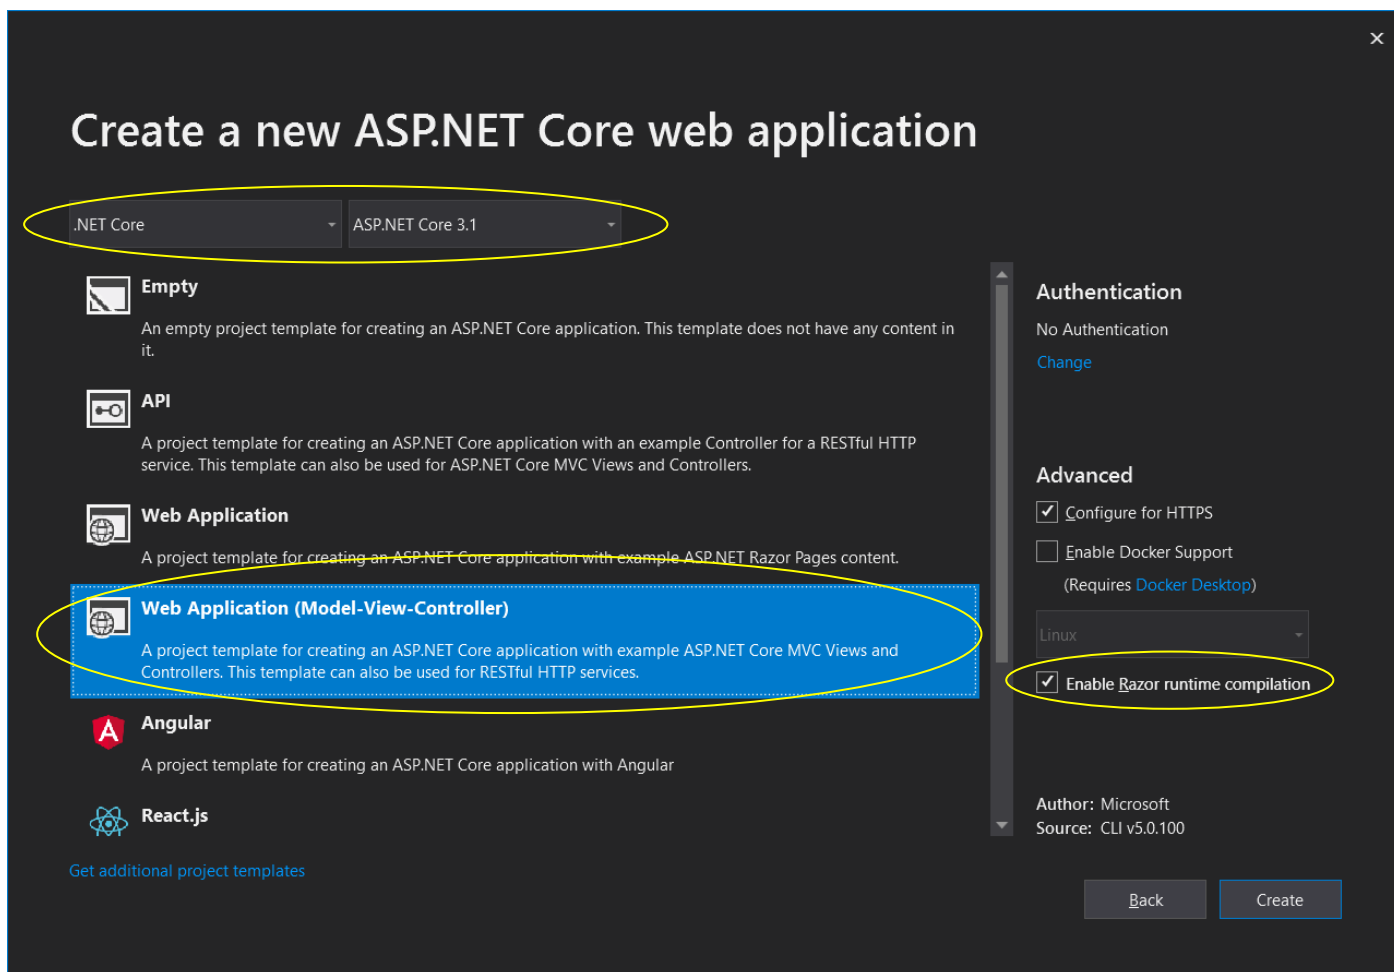 Create a new ASP.NET Core web application
.NET Core
ASP.NET Core 3.1
Empty
An empty project template for creating an ASP.NET Core application. This template does not have any content in
it.
API
A project template for creating an ASP.NET Core application with an example Controller for a RESTful HTTP
service. This template can also be used for ASP.NET Core MVC Views and Controllers.
Web Application
A project template for creating an ASP.NET Core application with example ASP.NET Razor Pages content.
Web Application (Model-View-Controller)
A project template for creating an ASP.NET Core application with example ASP.NET Core MVC Views and
Controllers. This template can also be used for RESTful HTTP services.
Angular
A project template for creating an ASP.NET Core application with Angular
React.js
Get additional project templates
Authentication
No Authentication
Change
Advanced
Configure for HTTPS
Enable Docker Support
(Requires Docker Desktop)
Linux
Enable Razor runtime compilation
Author: Microsoft
Source: CLI v5.0.100
Back
Create